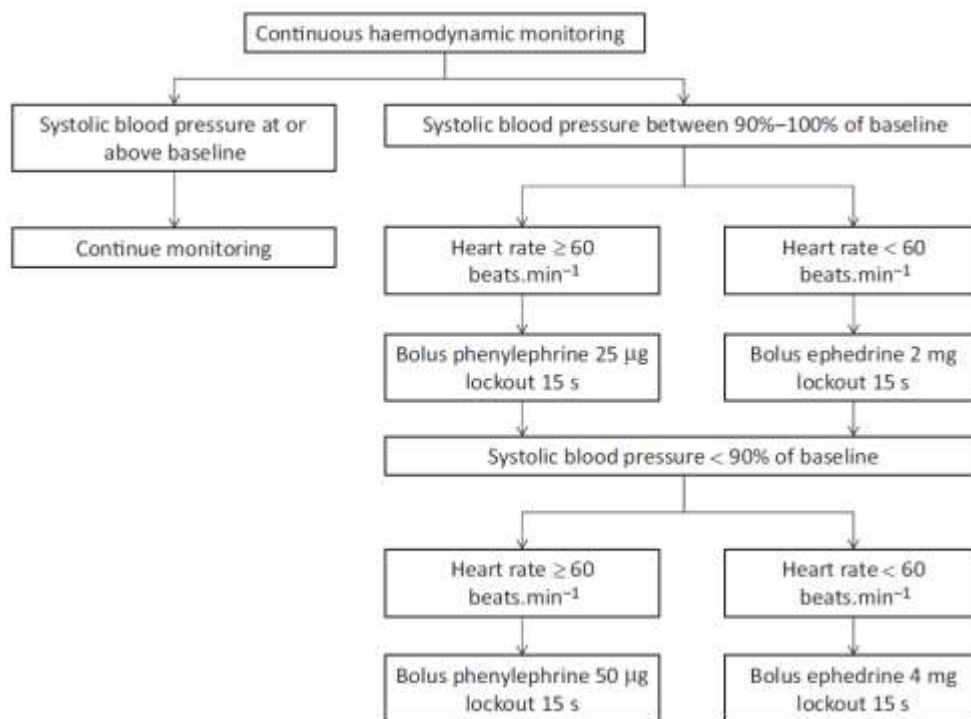 Continuous haemodynamic monitoring
Systolic blood pressure at or
above baseline
Systolic blood pressure between 90%–100% of baseline
Continue monitoring
Heart rate ≥ 60
beats.min⁻¹
Heart rate < 60
beats.min⁻¹
Bolus phenylephrine 25 µg
lockout 15 s
Bolus ephedrine 2 mg
lockout 15 s
Systolic blood pressure < 90% of baseline
Heart rate ≥ 60
beats.min⁻¹
Heart rate < 60
beats.min⁻¹
Bolus phenylephrine 50 µg
lockout 15 s
Bolus ephedrine 4 mg
lockout 15 s